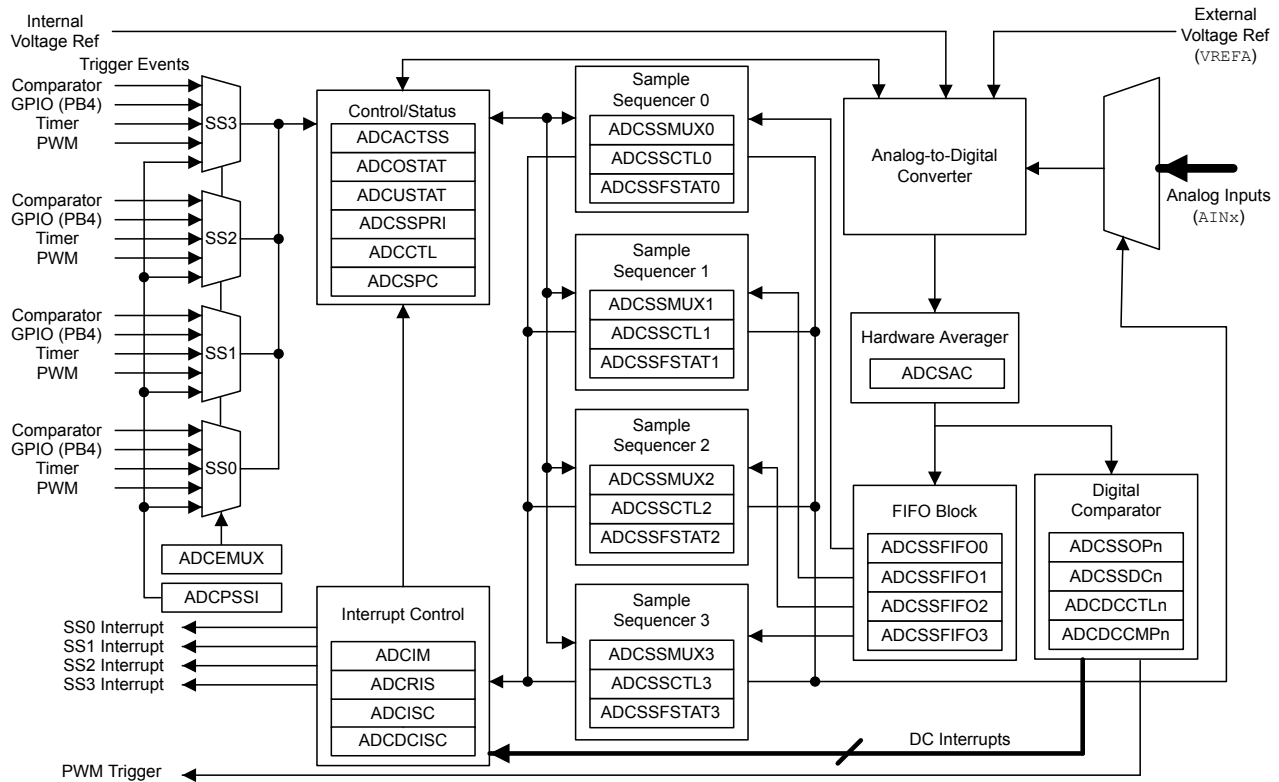 Internal
Voltage Ref
External
Voltage Ref
(VREFA)
Trigger Events
Comparator
GPIO (PB4)
Timer
PWM
SS3
Comparator
GPIO (PB4)
Timer
PWM
SS2
Comparator
GPIO (PB4)
Timer
PWM
SS1
Comparator
GPIO (PB4)
Timer
PWM
SS0
ADCEMUX
ADCPSSI
Control/Status
ADCACTSS
ADCOSTAT
ADCUSTAT
ADCSSPRI
ADCCTL
ADCSPC
Sample
Sequencer 0
ADCSSMUX0
ADCSSCTL0
ADCSSFSTAT0
Sample
Sequencer 1
ADCSSMUX1
ADCSSCTL1
ADCSSFSTAT1
Sample
Sequencer 2
ADCSSMUX2
ADCSSCTL2
ADCSSFSTAT2
Sample
Sequencer 3
ADCSSMUX3
ADCSSCTL3
ADCSSFSTAT3
Analog-to-Digital
Converter
Analog Inputs
(AINx)
Hardware Averager
ADCSAC
FIFO Block
ADCSSFIFO0
ADCSSFIFO1
ADCSSFIFO2
ADCSSFIFO3
Digital
Comparator
ADCSSOPn
ADCSSDCn
ADCDCCTLn
ADCDCCMPn
Interrupt Control
ADCIM
ADCRIS
ADCISC
ADCDCISC
SS0 Interrupt
SS1 Interrupt
SS2 Interrupt
SS3 Interrupt
DC Interrupts
PWM Trigger